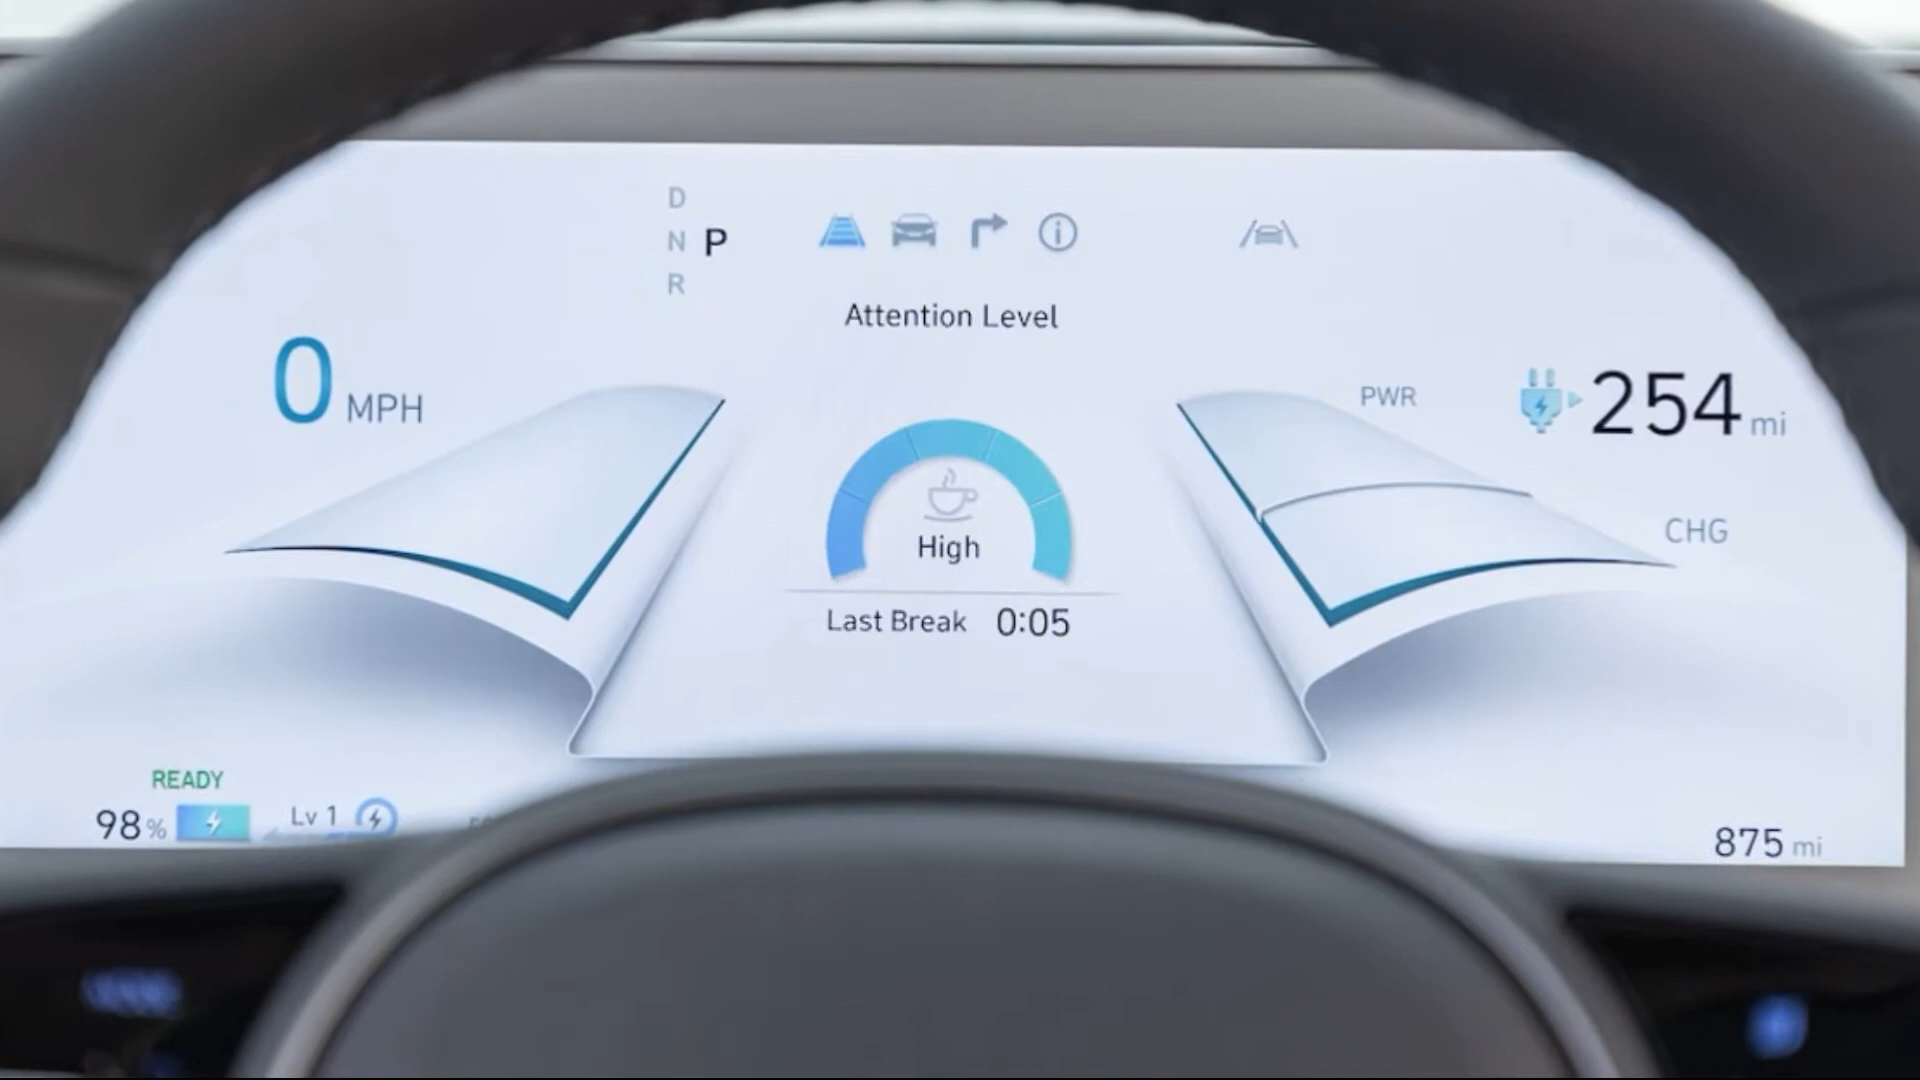 D
N P
R
Attention Level
0 MPH
PWR
254 mi
CHG
High
Last Break 0:05
READY
98 %
Lv 1
875 mi